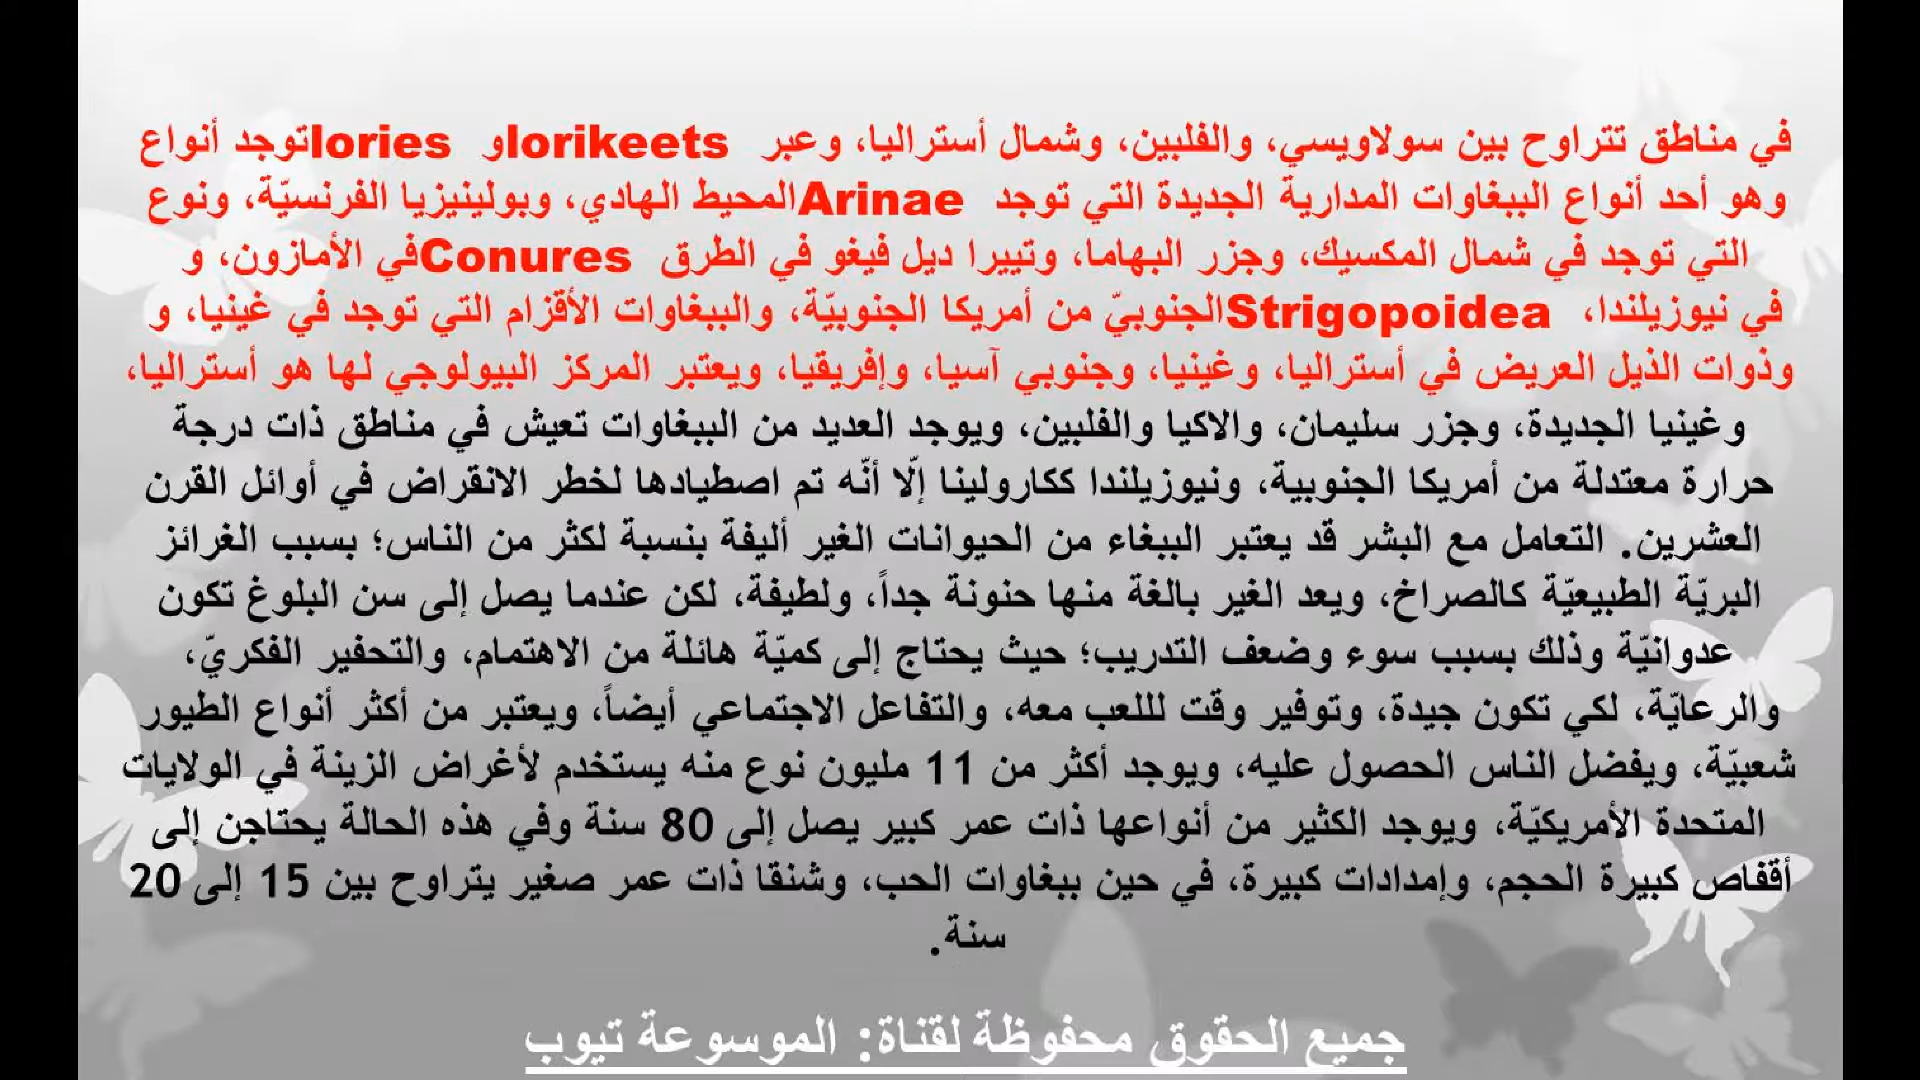 في مناطق تتراوح بين سولاويسي، والفلبين، وشمال أستراليا، وعبر lorikeetsو loriesتوجد أنواع
وهو أحد أنواع الببغاوات المدارية الجديدة التي توجد Arinaeالمحيط الهادي، وبولينيزيا الفرنسيّة، ونوع
التي توجد في شمال المكسيك، وجزر البهاما، وتييرا ديل فيغو في الطرق Conuresفي الأمازون، و
في نيوزيلندا، Strigopoideaالجنوبيّ من أمريكا الجنوبيّة، والببغاوات الأقزام التي توجد في غينيا، و
وذوات الذيل العريض في أستراليا، وغينيا، وجنوبي آسيا، وإفريقيا، ويعتبر المركز البيولوجي لها هو أستراليا،
وغينيا الجديدة، وجزر سليمان، والاكيا والفلبين، ويوجد العديد من الببغاوات تعيش في مناطق ذات درجة
حرارة معتدلة من أمريكا الجنوبية، ونيوزيلندا ككارولينا إلّا أنّه تم اصطيادها لخطر الانقراض في أوائل القرن
العشرين. التعامل مع البشر قد يعتبر الببغاء من الحيوانات الغير أليفة بنسبة لكثر من الناس؛ بسبب الغرائز
البريّة الطبيعيّة كالصراخ، ويعد الغير بالغة منها حنونة جداً، ولطيفة، لكن عندما يصل إلى سن البلوغ تكون
عدوانيّة وذلك بسبب سوء وضعف التدريب؛ حيث يحتاج إلى كميّة هائلة من الاهتمام، والتحفير الفكريّ،
والرعايّة، لكي تكون جيدة، وتوفير وقت لللعب معه، والتفاعل الاجتماعي أيضاً، ويعتبر من أكثر أنواع الطيور
شعبيّة، ويفضل الناس الحصول عليه، ويوجد أكثر من 11 مليون نوع منه يستخدم لأغراض الزينة في الولايات
المتحدة الأمريكيّة، ويوجد الكثير من أنواعها ذات عمر كبير يصل إلى 80 سنة وفي هذه الحالة يحتاجن إلى
أقفاص كبيرة الحجم، وإمدادات كبيرة، في حين ببغاوات الحب، وشنقا ذات عمر صغير يتراوح بين 15 إلى 20
سنة.
جميع الحقوق محفوظة لقناة: الموسوعة تيوب